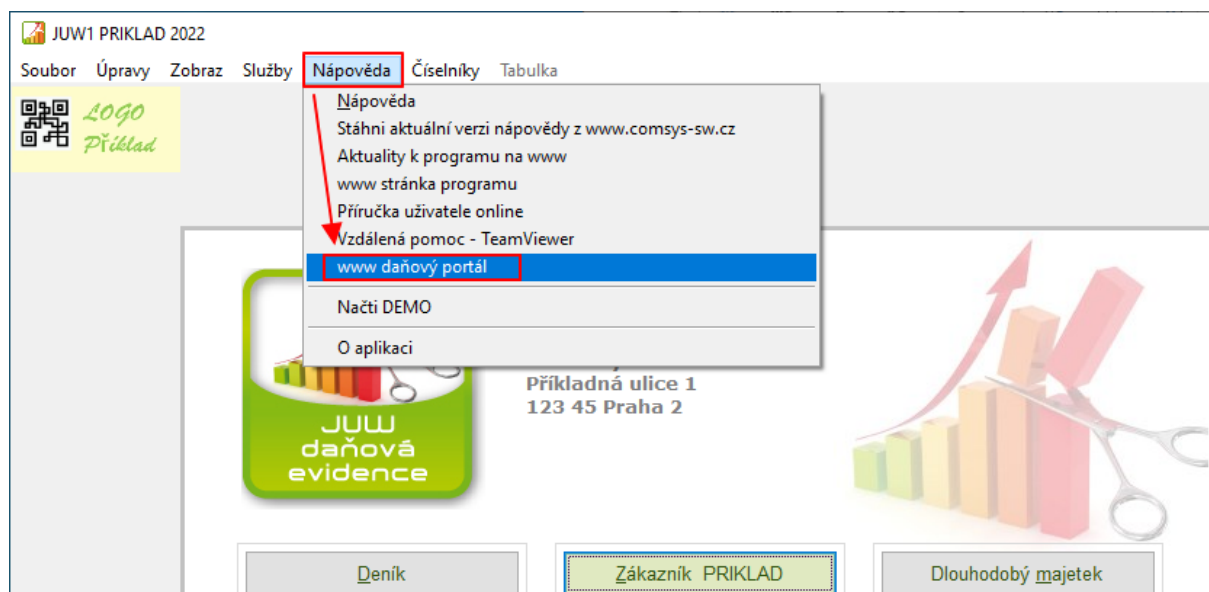 JUW1 PRIKLAD 2022
Soubor Úpravy Zobraz Služby Nápověda Číselníky Tabulka
LOGO
Příklad
Nápověda
Stáhni aktuální verzi nápovědy z www.comsys-sw.cz
Aktuality k programu na www
www stránka programu
Příručka uživatele online
Vzdálená pomoc - TeamViewer
www daňový portál
Načti DEMO
O aplikaci
Příkladná ulice 1
123 45 Praha 2
JUW
daňová
evidence
Deník Zákazník PRIKLAD Dlouhodobý majetek